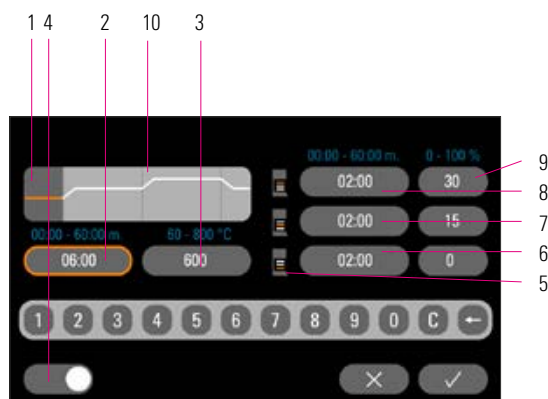 1 4 2 10 3
00:00 - 60:00 m. 0 - 100 %
02:00 30 9
8
00:00 - 60:00 m. 60 - 800 °C
02:00 15 7
06:00 600 02:00 0 6
5
1 2 3 4 5 6 7 8 9 0 C ←
× ✓